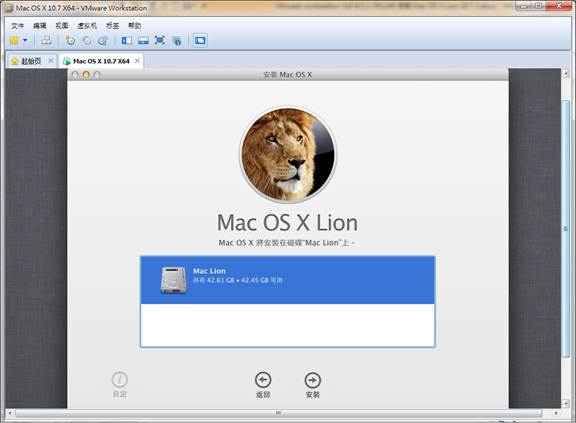 Mac OS X 10.7 X64 - VMware Workstation
文件 编辑 视图 虚拟机 标签 帮助
起始页 Mac OS X 10.7 X64
安裝 Mac OS X
Mac OS X Lion
Mac OS X 將安裝在磁碟“Mac Lion”上。
Mac Lion
共有 42.61 GB • 42.45 GB 可用
自定 返回 安裝